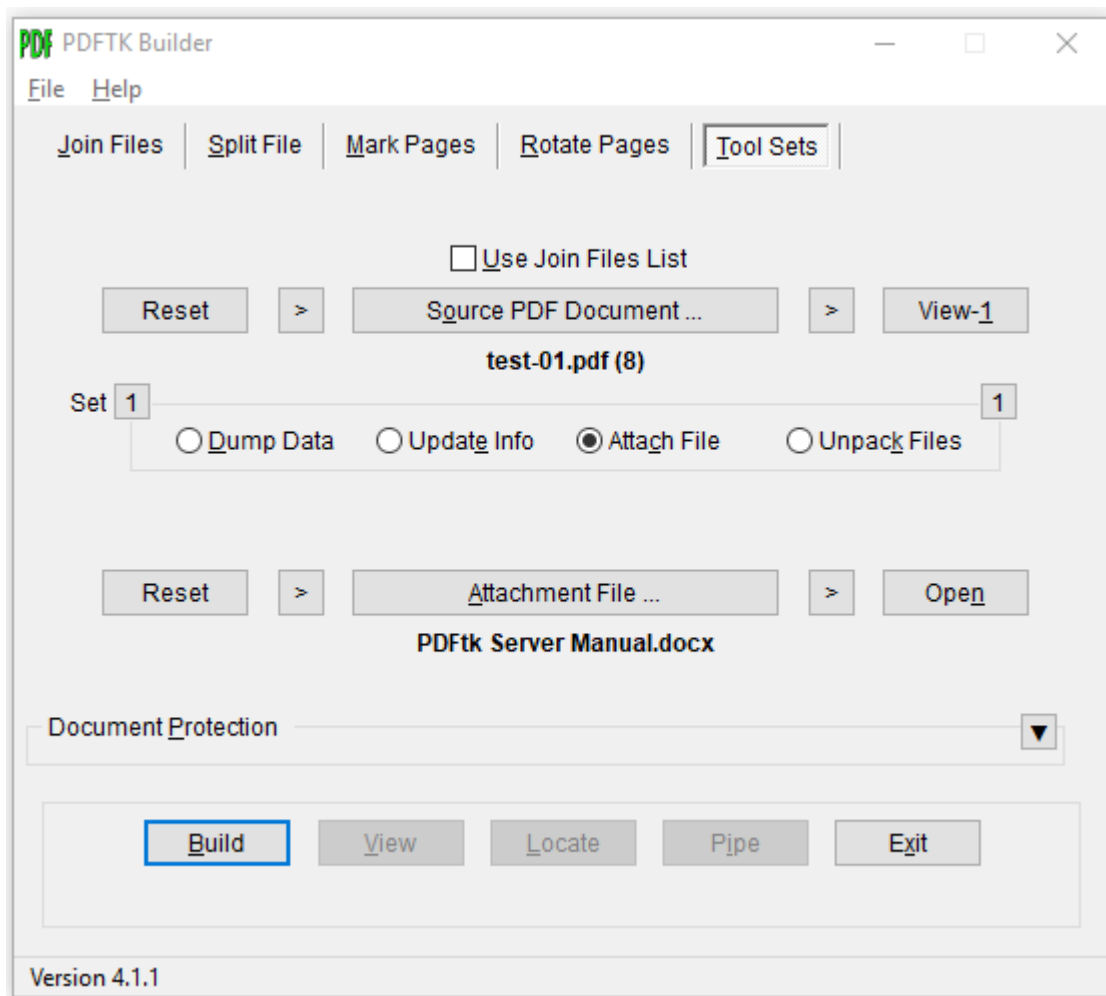 PDF PDFTK Builder
File Help
Join Files Split File Mark Pages Rotate Pages Tool Sets
Use Join Files List
Reset > Source PDF Document ... > View-1
test-01.pdf (8)
Set 1 1
Dump Data Update Info Attach File Unpack Files
Reset > Attachment File ... > Open
PDFtk Server Manual.docx
Document Protection ▼
Build View Locate Pipe Exit
Version 4.1.1